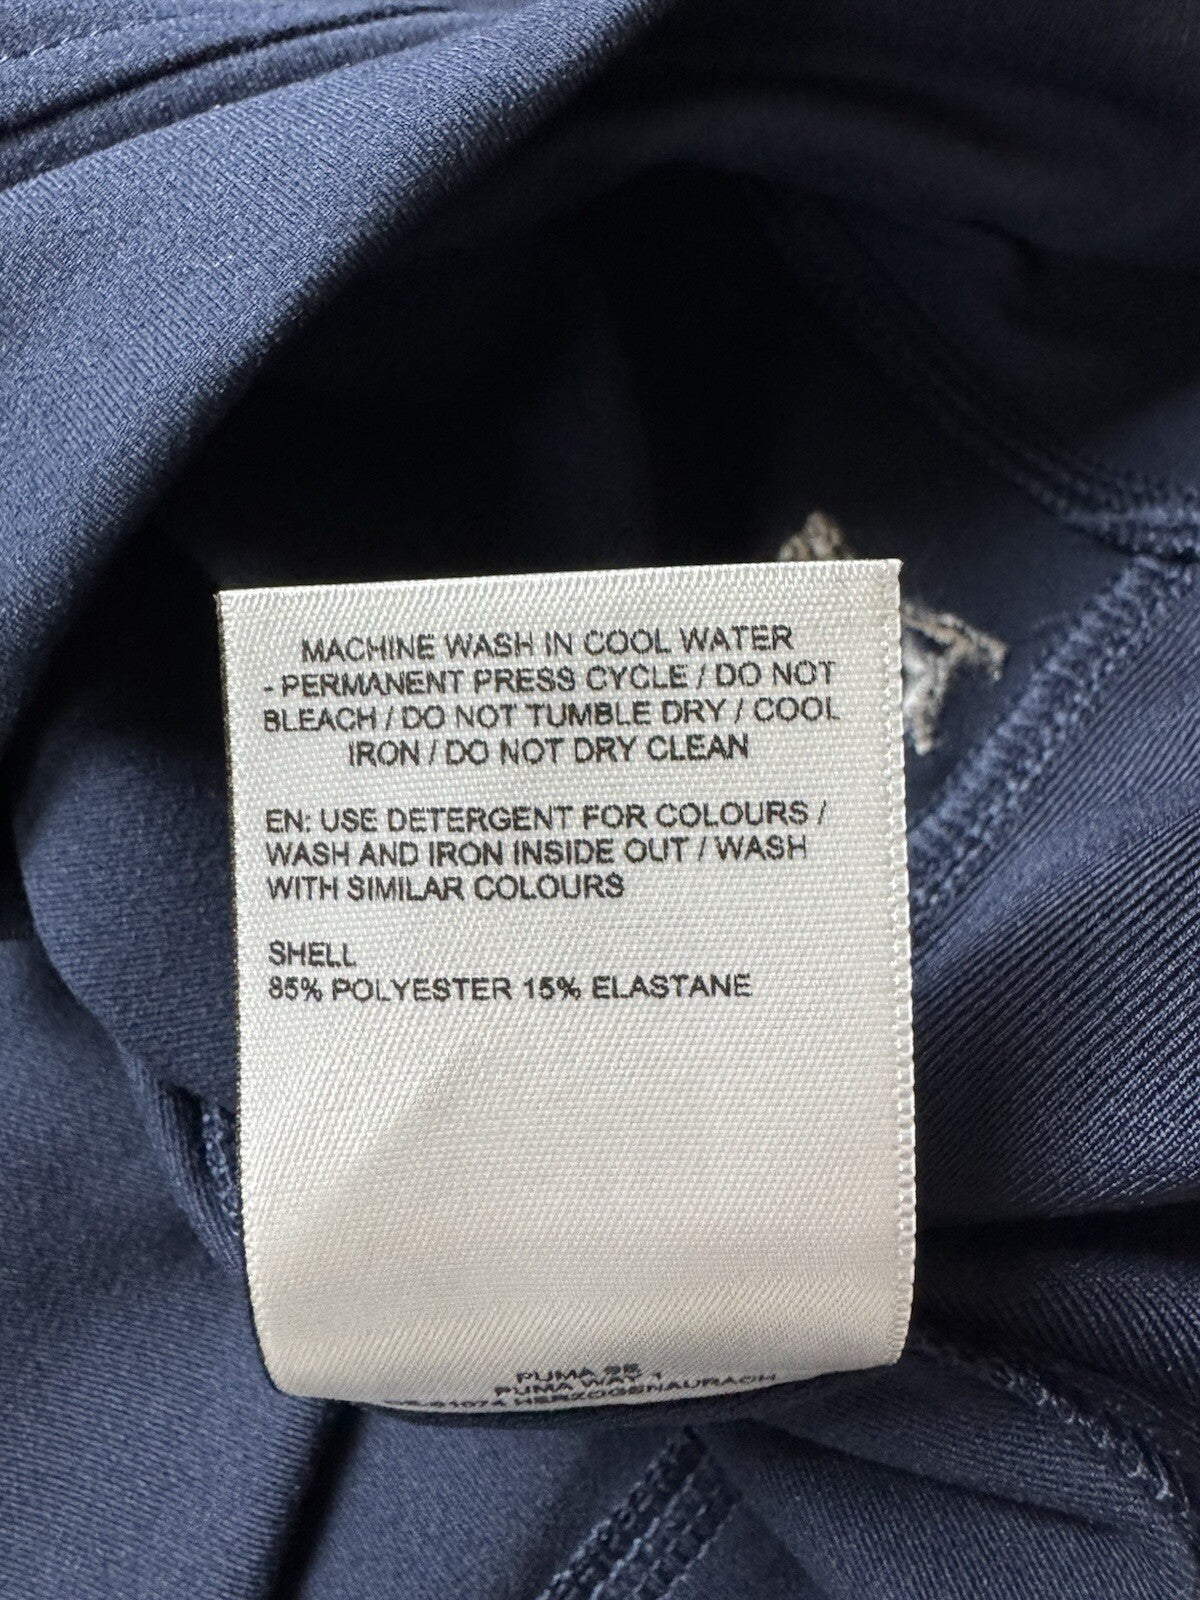 MACHINE WASH IN COOL WATER
- PERMANENT PRESS CYCLE / DO NOT
BLEACH / DO NOT TUMBLE DRY / COOL
IRON / DO NOT DRY CLEAN
EN: USE DETERGENT FOR COLOURS /
WASH AND IRON INSIDE OUT / WASH
WITH SIMILAR COLOURS
SHELL
85% POLYESTER 15% ELASTANE
PUMA SE
PUMA WAY 1
91074 HERZOGENAURACH